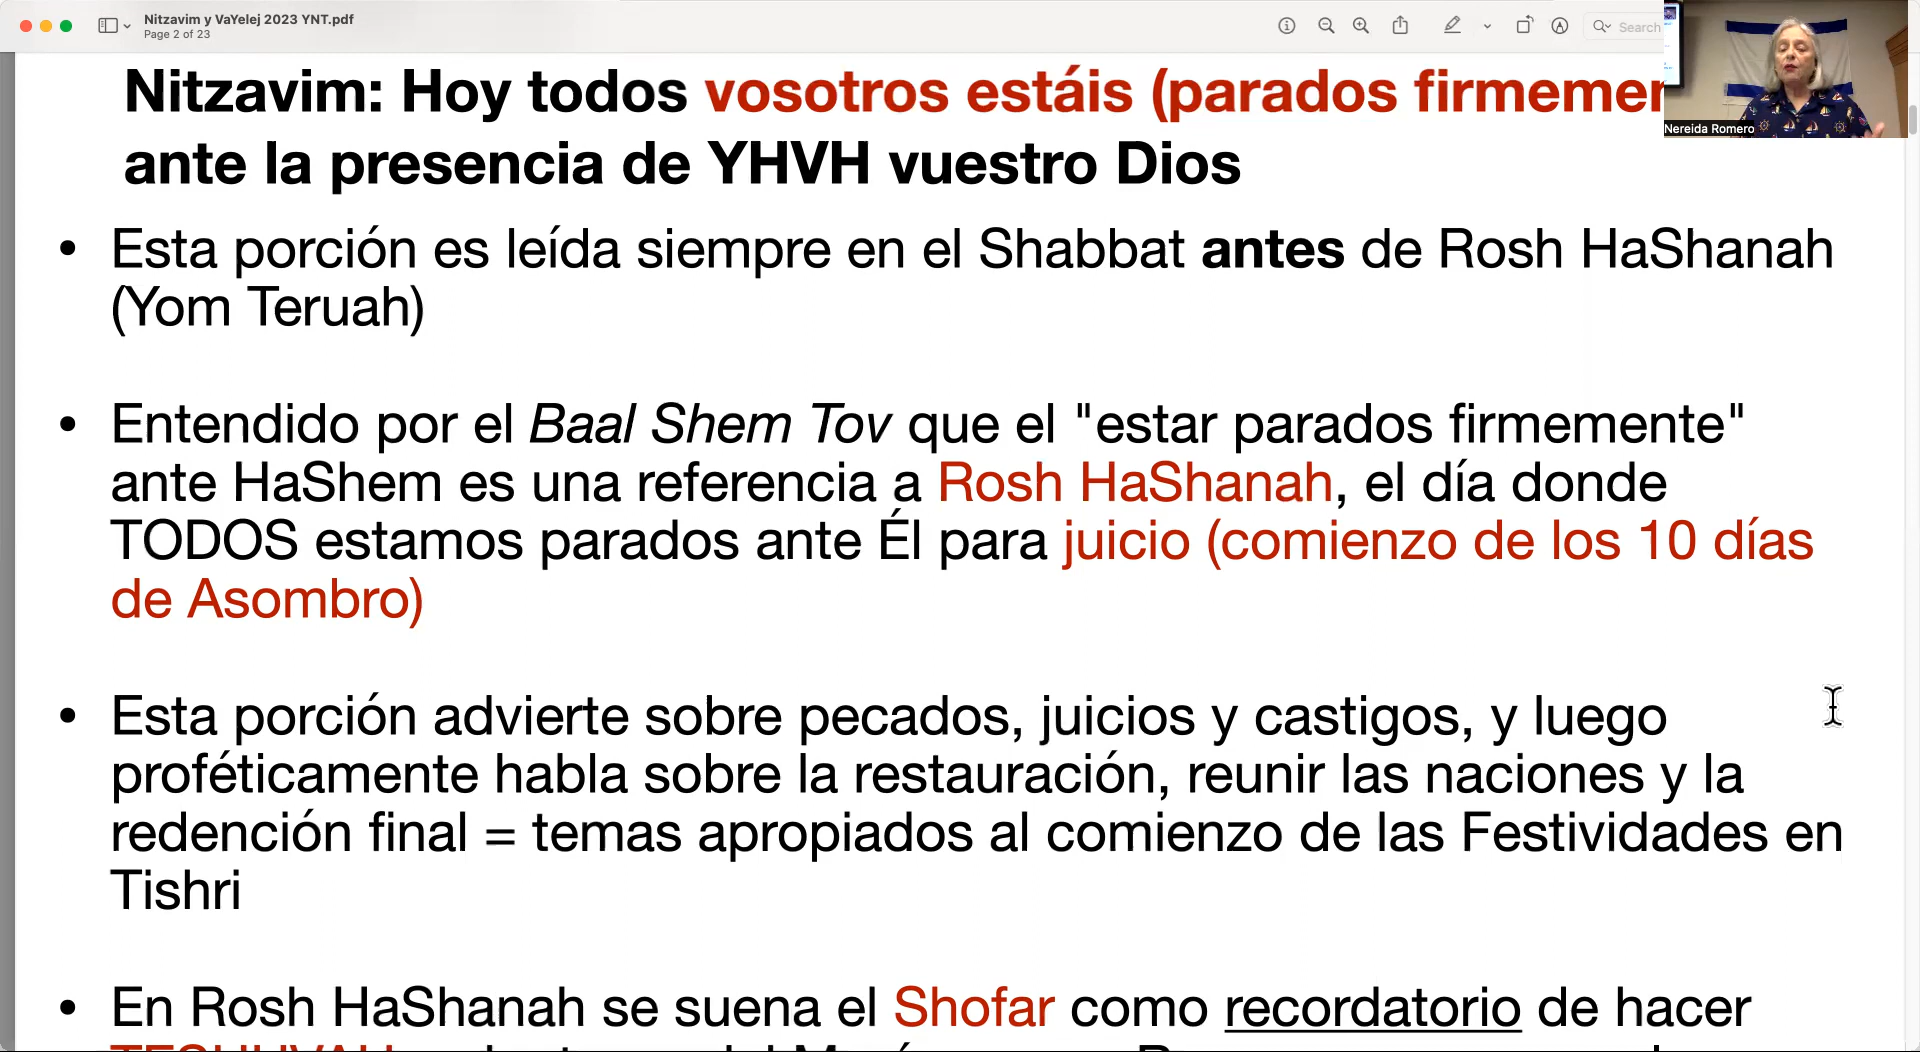 Nitzavim y VaYelej 2023 YNT.pdf
Page 2 of 23
Search
Nereida Romero
Nitzavim: Hoy todos vosotros estáis (parados
ante la presencia de YHVH vuestro Dios
• Esta porción es leída siempre en el Shabbat antes de Rosh HaShanah
(Yom Teruah)
• Entendido por el Baal Shem Tov que el "estar parados firmemente"
ante HaShem es una referencia a Rosh HaShanah, el día donde
TODOS estamos parados ante Él para juicio (comienzo de los 10 días
de Asombro)
• Esta porción advierte sobre pecados, juicios y castigos, y luego
proféticamente habla sobre la restauración, reunir las naciones y la
redención final = temas apropiados al comienzo de las Festividades en
Tishri
• En Rosh HaShanah se suena el Shofar como recordatorio de hacer